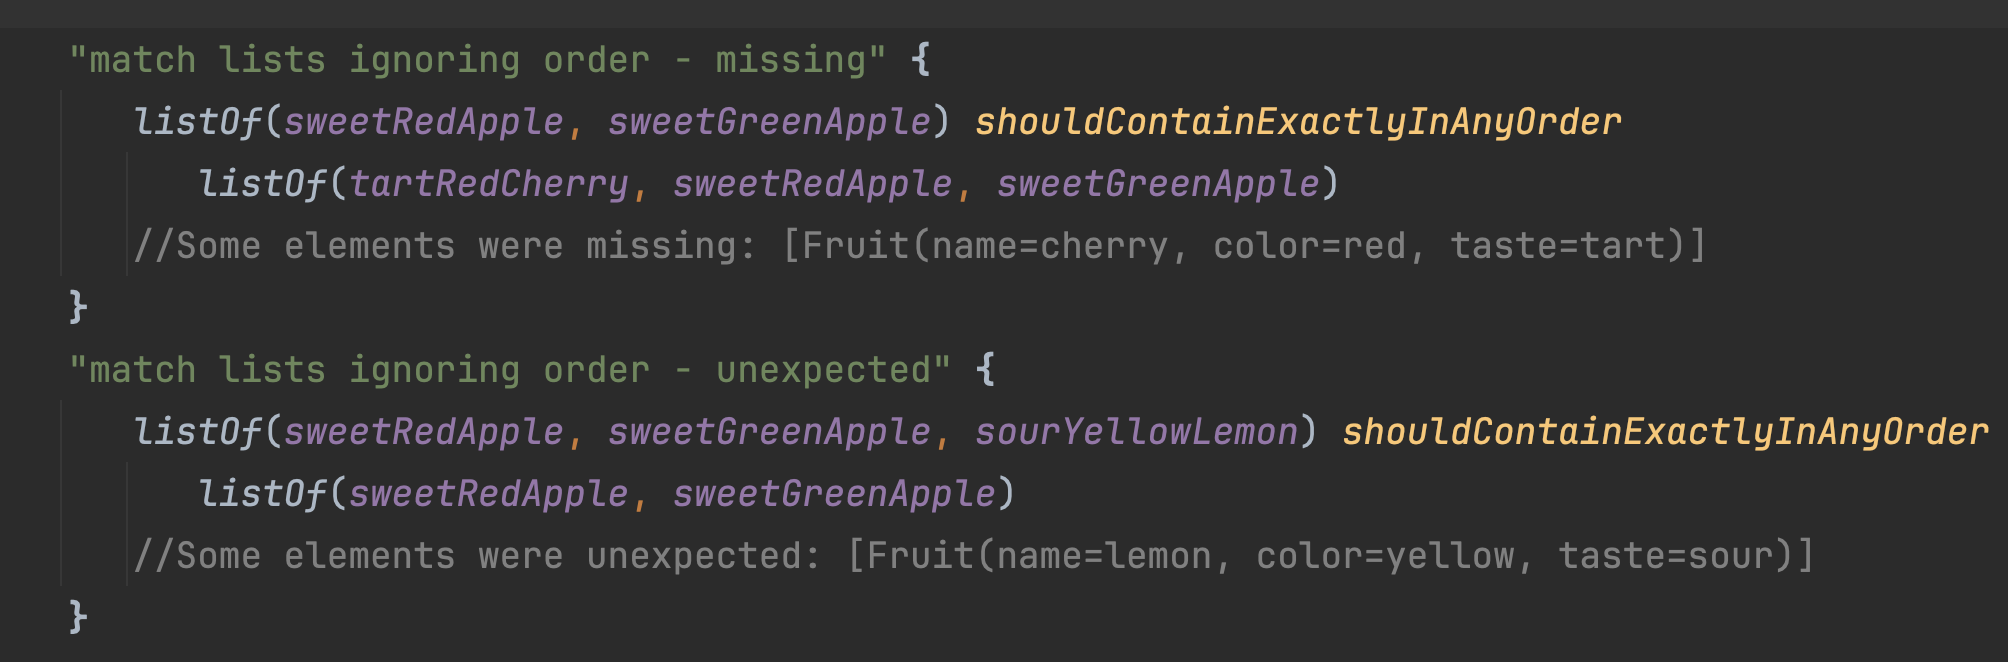 "match lists ignoring order - missing" {
listOf(sweetRedApple, sweetGreenApple) shouldContainExactlyInAnyOrder
listOf(tartRedCherry, sweetRedApple, sweetGreenApple)
//Some elements were missing: [Fruit(name=cherry, color=red, taste=tart)]
}
"match lists ignoring order - unexpected" {
listOf(sweetRedApple, sweetGreenApple, sourYellowLemon) shouldContainExactlyInAnyOrder
listOf(sweetRedApple, sweetGreenApple)
//Some elements were unexpected: [Fruit(name=lemon, color=yellow, taste=sour)]
}